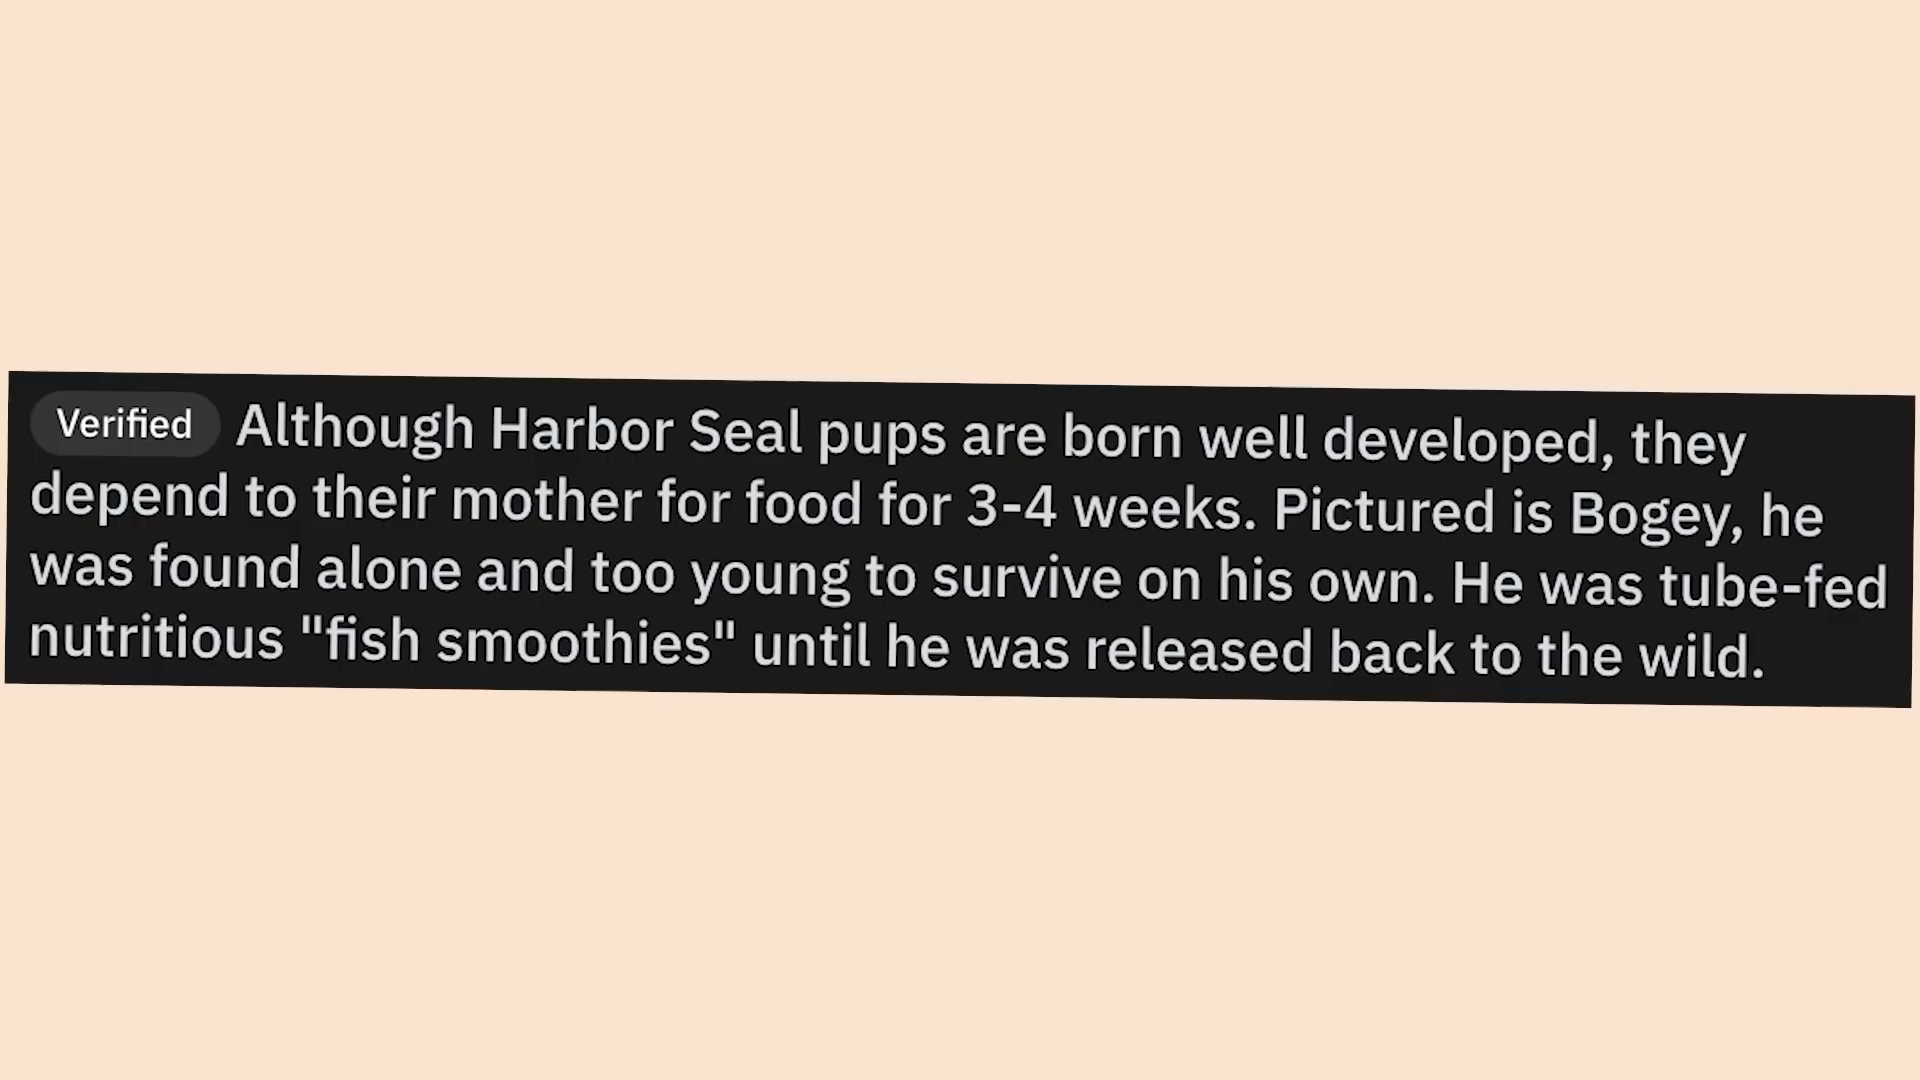 Verified Although Harbor Seal pups are born well developed, they
depend to their mother for food for 3-4 weeks. Pictured is Bogey, he
was found alone and too young to survive on his own. He was tube-fed
nutritious "fish smoothies" until he was released back to the wild.